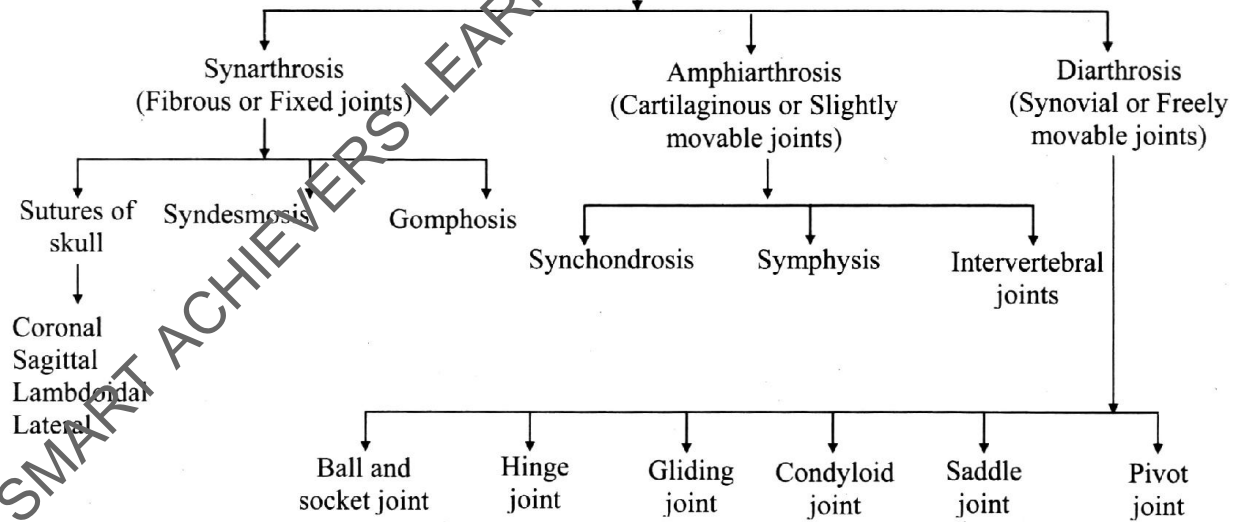 Synarthrosis
(Fibrous or Fixed joints)
Amphiarthrosis
(Cartilaginous or Slightly
movable joints)
Diarthrosis
(Synovial or Freely
movable joints)
Sutures of
skull
Syndesmosis
Gomphosis
Synchondrosis
Symphysis
Intervertebral
joints
Coronal
Sagittal
Lambdoidal
Lateral
Ball and
socket joint
Hinge
joint
Gliding
joint
Condyloid
joint
Saddle
joint
Pivot
joint
SMART ACHIEVERS